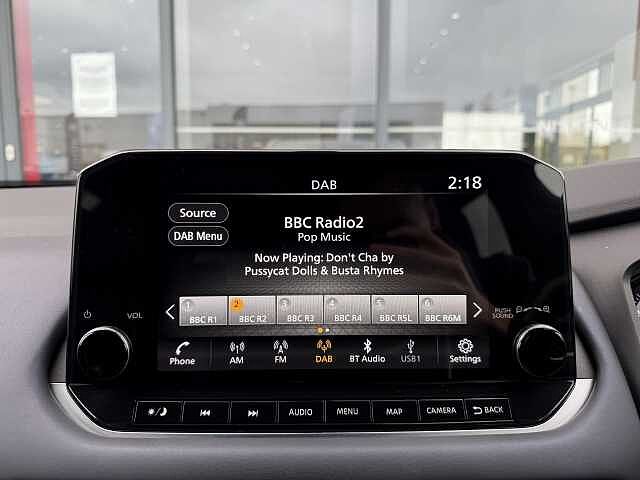 DAB
2:18
Source
DAB Menu
BBC Radio2
Pop Music
Now Playing: Don't Cha by
Pussycat Dolls & Busta Rhymes
1 BBC R1
2 BBC R2
3 BBC R3
4 BBC R4
5 BBC R5L
6 BBC R6M
VOL
PUSH
SOUND
Phone
AM
FM
DAB
BT Audio
USB1
Settings
AUDIO
MENU
MAP
CAMERA
BACK